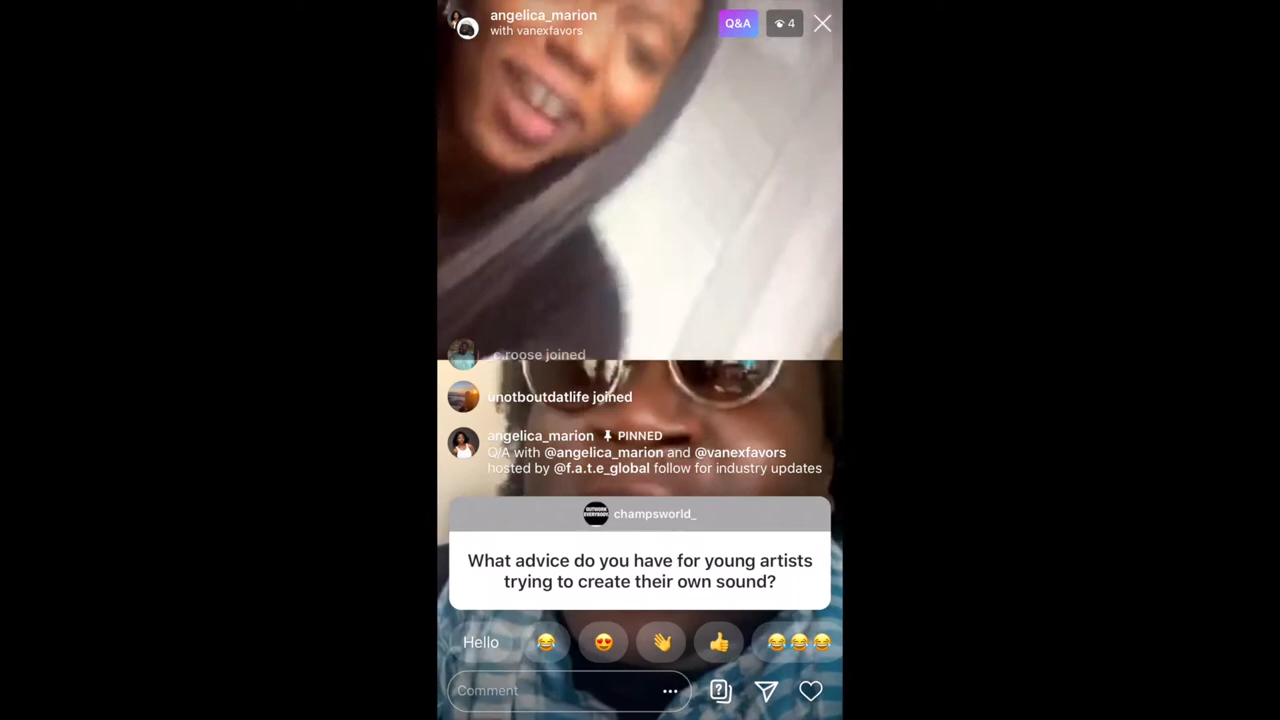 angelica_marion
with vanexfavors
Q&A
4
c.roose joined
unotboutdatlife joined
angelica_marion PINNED
Q/A with @angelica_marion and @vanexfavors
hosted by @f.a.t.e_global follow for industry updates
OUTWORK
EVERYBODY.
champsworld_
What advice do you have for young artists
trying to create their own sound?
Hello
Comment